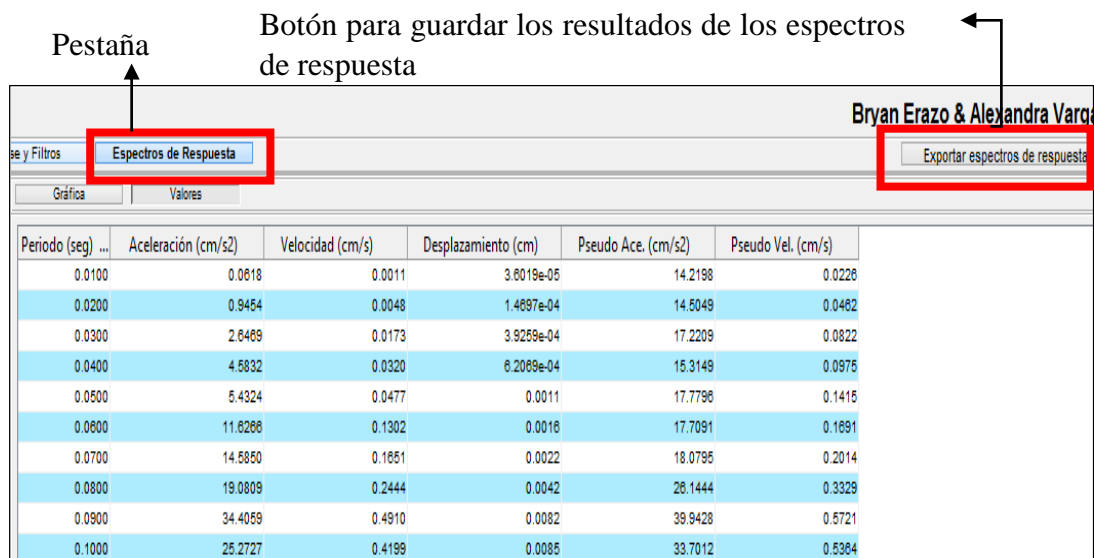 Botón para guardar los resultados de los espectros
de respuesta
Pestaña
Bryan Erazo & Alexandra Varga
se y Filtros Espectros de Respuesta Exportar espectros de respuesta
Gráfica Valores
Periodo (seg) ... Aceleración (cm/s2) Velocidad (cm/s) Desplazamiento (cm) Pseudo Ace. (cm/s2) Pseudo Vel. (cm/s)
0.0100 0.0618 0.0011 3.6019e-05 14.2198 0.0226
0.0200 0.9454 0.0048 1.4697e-04 14.5049 0.0462
0.0300 2.6469 0.0173 3.9259e-04 17.2209 0.0822
0.0400 4.5832 0.0320 6.2069e-04 15.3149 0.0975
0.0500 5.4324 0.0477 0.0011 17.7796 0.1415
0.0600 11.6266 0.1302 0.0016 17.7091 0.1691
0.0700 14.5850 0.1651 0.0022 18.0795 0.2014
0.0800 19.0809 0.2444 0.0042 26.1444 0.3329
0.0900 34.4059 0.4910 0.0082 39.9428 0.5721
0.1000 25.2727 0.4199 0.0085 33.7012 0.5364